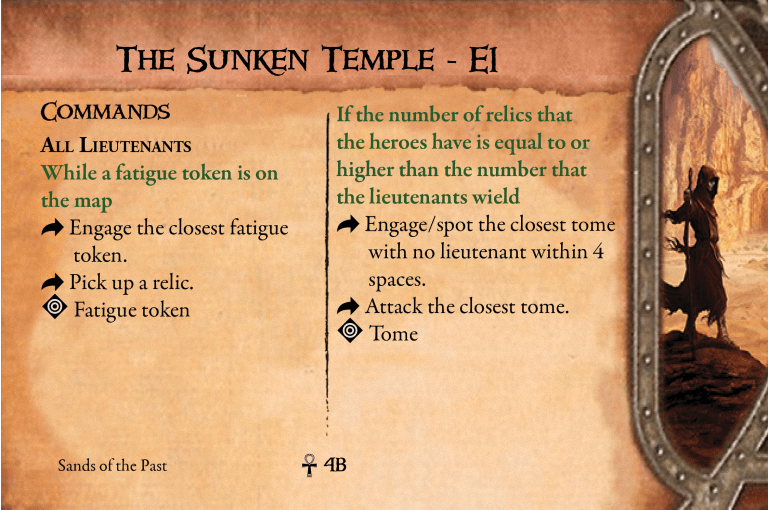 The Sunken Temple - E1
Commands
All Lieutenants
While a fatigue token is on
the map
Engage the closest fatigue
token.
Pick up a relic.
Fatigue token
If the number of relics that
the heroes have is equal to or
higher than the number that
the lieutenants wield
Engage/spot the closest tome
with no lieutenant within 4
spaces.
Attack the closest tome.
Tome
Sands of the Past
4B